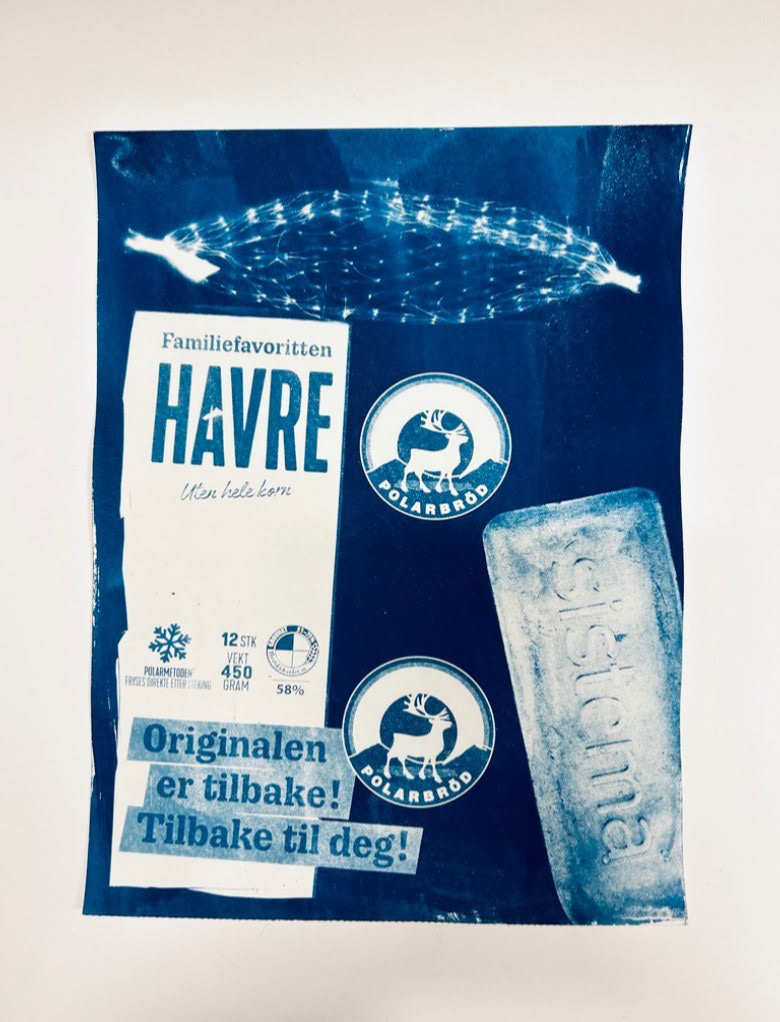 Familiefavoritten
HAVRE
Uten hele korn
POLARBRÖD
POLARMETODEN
FRYSES DIREKTE ETTER STEKING
12 STK
VEKT
450
GRAM
58%
POLARBRÖD
Originalen
er tilbake!
Tilbake til deg!
sistema